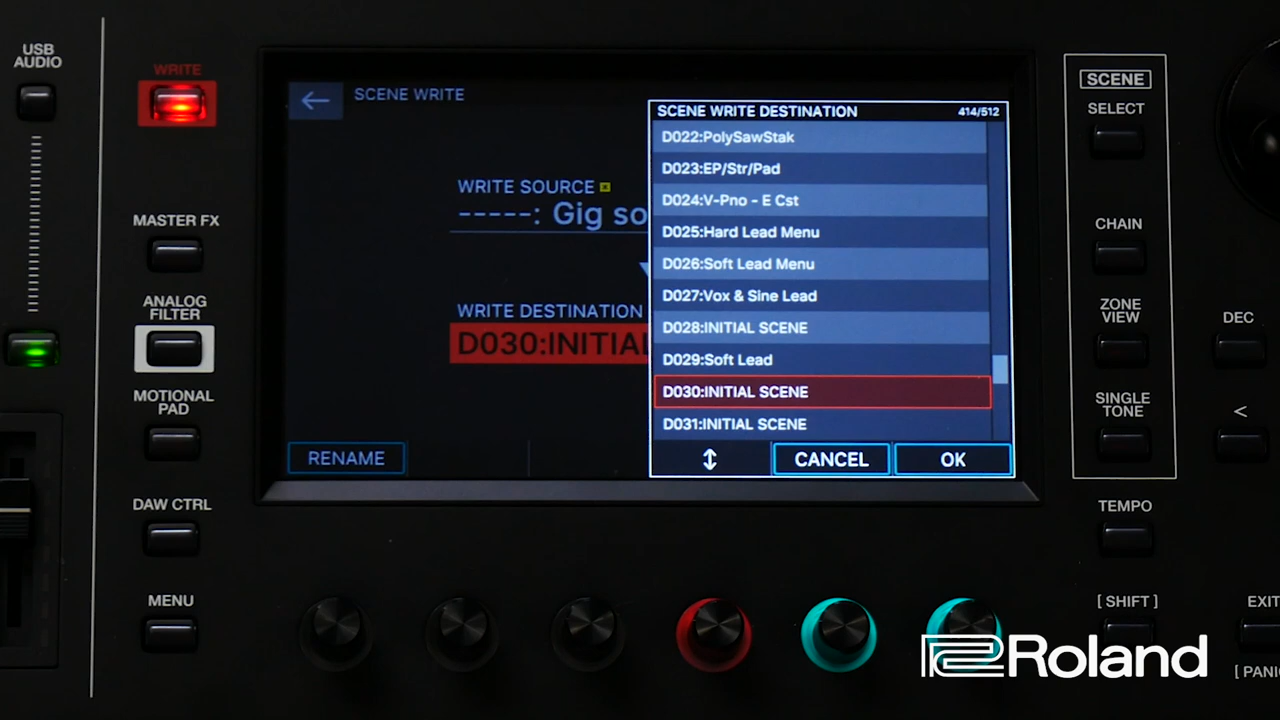 USB
AUDIO
WRITE
MASTER FX
ANALOG
FILTER
MOTIONAL
PAD
DAW CTRL
MENU
SCENE WRITE
WRITE SOURCE
-----: Gig so
WRITE DESTINATION
D030:INITIAL
RENAME
SCENE WRITE DESTINATION 414/512
D022:PolySawStak
D023:EP/Str/Pad
D024:V-Pno - E Cst
D025:Hard Lead Menu
D026:Soft Lead Menu
D027:Vox & Sine Lead
D028:INITIAL SCENE
D029:Soft Lead
D030:INITIAL SCENE
D031:INITIAL SCENE
CANCEL
OK
SCENE
SELECT
CHAIN
ZONE
VIEW
SINGLE
TONE
TEMPO
[ SHIFT ]
DEC
<
EXIT
[ PANIC
Roland